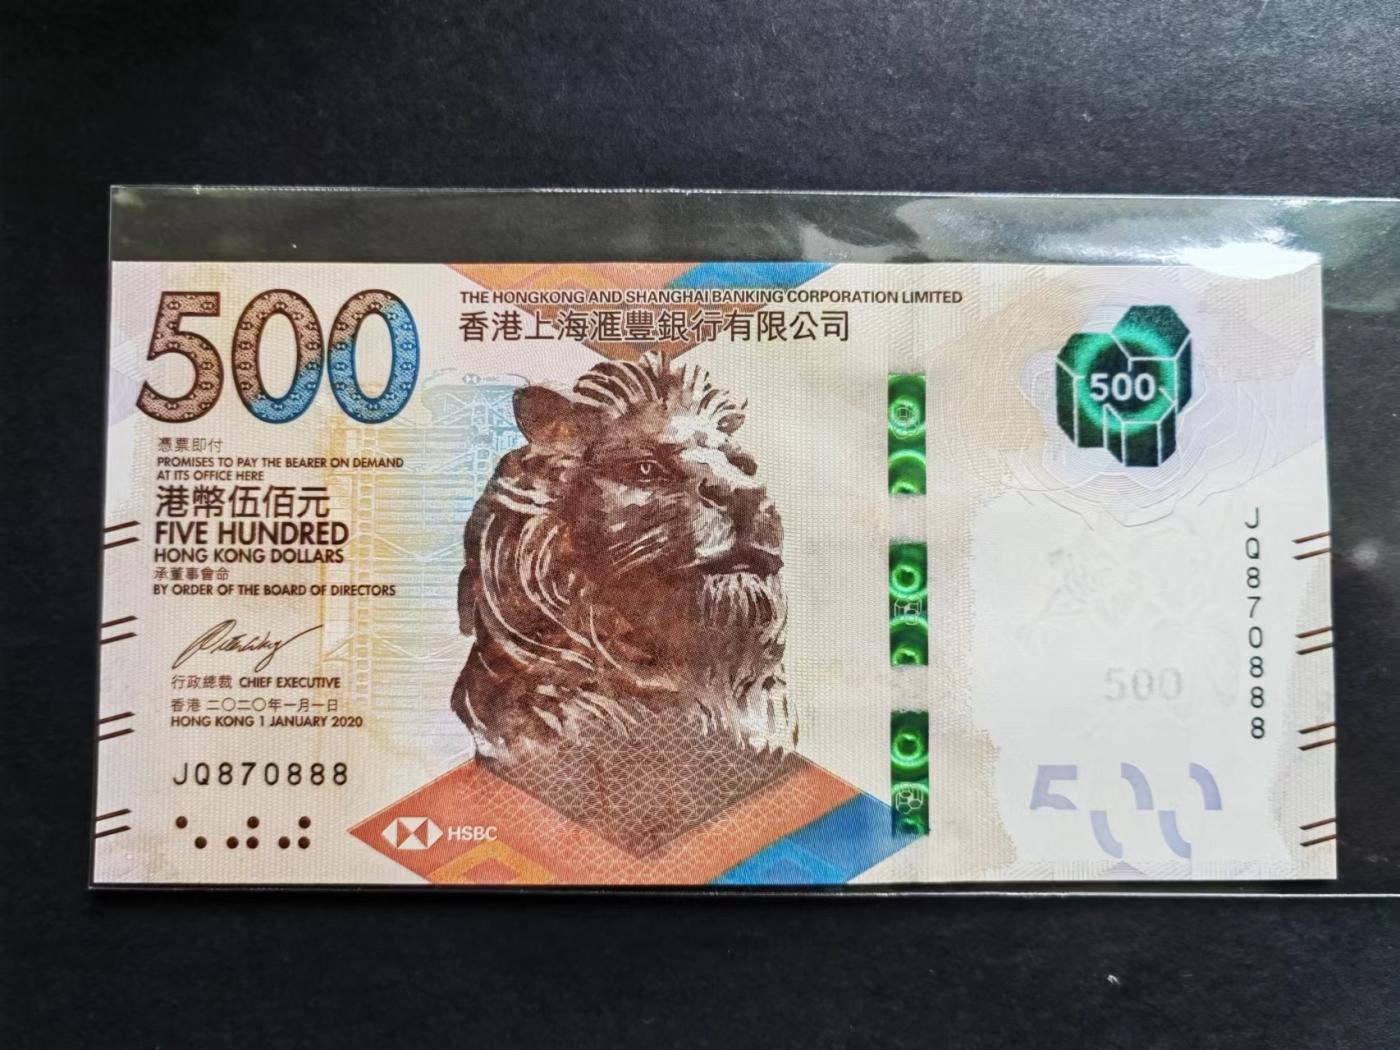 500
THE HONGKONG AND SHANGHAI BANKING CORPORATION LIMITED
香港上海滙豐銀行有限公司
500
憑票即付
PROMISES TO PAY THE BEARER ON DEMAND
AT ITS OFFICE HERE
港幣伍佰元
FIVE HUNDRED
HONG KONG DOLLARS
承董事會命
BY ORDER OF THE BOARD OF DIRECTORS
行政總裁 CHIEF EXECUTIVE
香港 二〇二〇年一月一日
HONG KONG 1 JANUARY 2020
JQ870888
HSBC
JQ870888
500
500